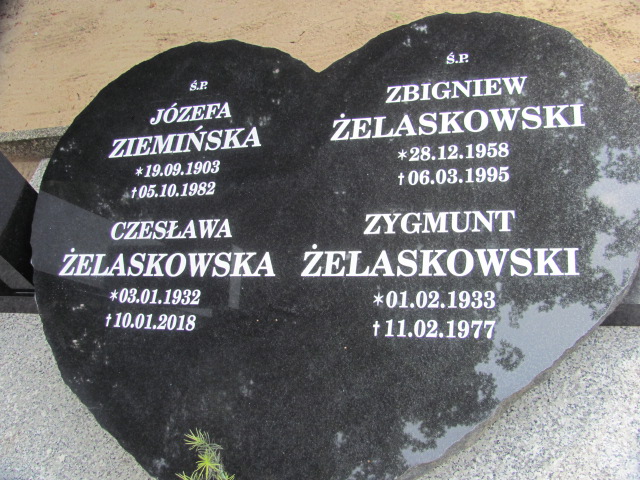 Ś.P.
JÓZEFA
ZIEMIŃSKA
*19.09.1903
†05.10.1982
CZESŁAWA
ŻELASKOWSKA
*03.01.1932
†10.01.2018
Ś.P.
ZBIGNIEW
ŻELASKOWSKI
*28.12.1958
†06.03.1995
ZYGMUNT
ŻELASKOWSKI
*01.02.1933
†11.02.1977